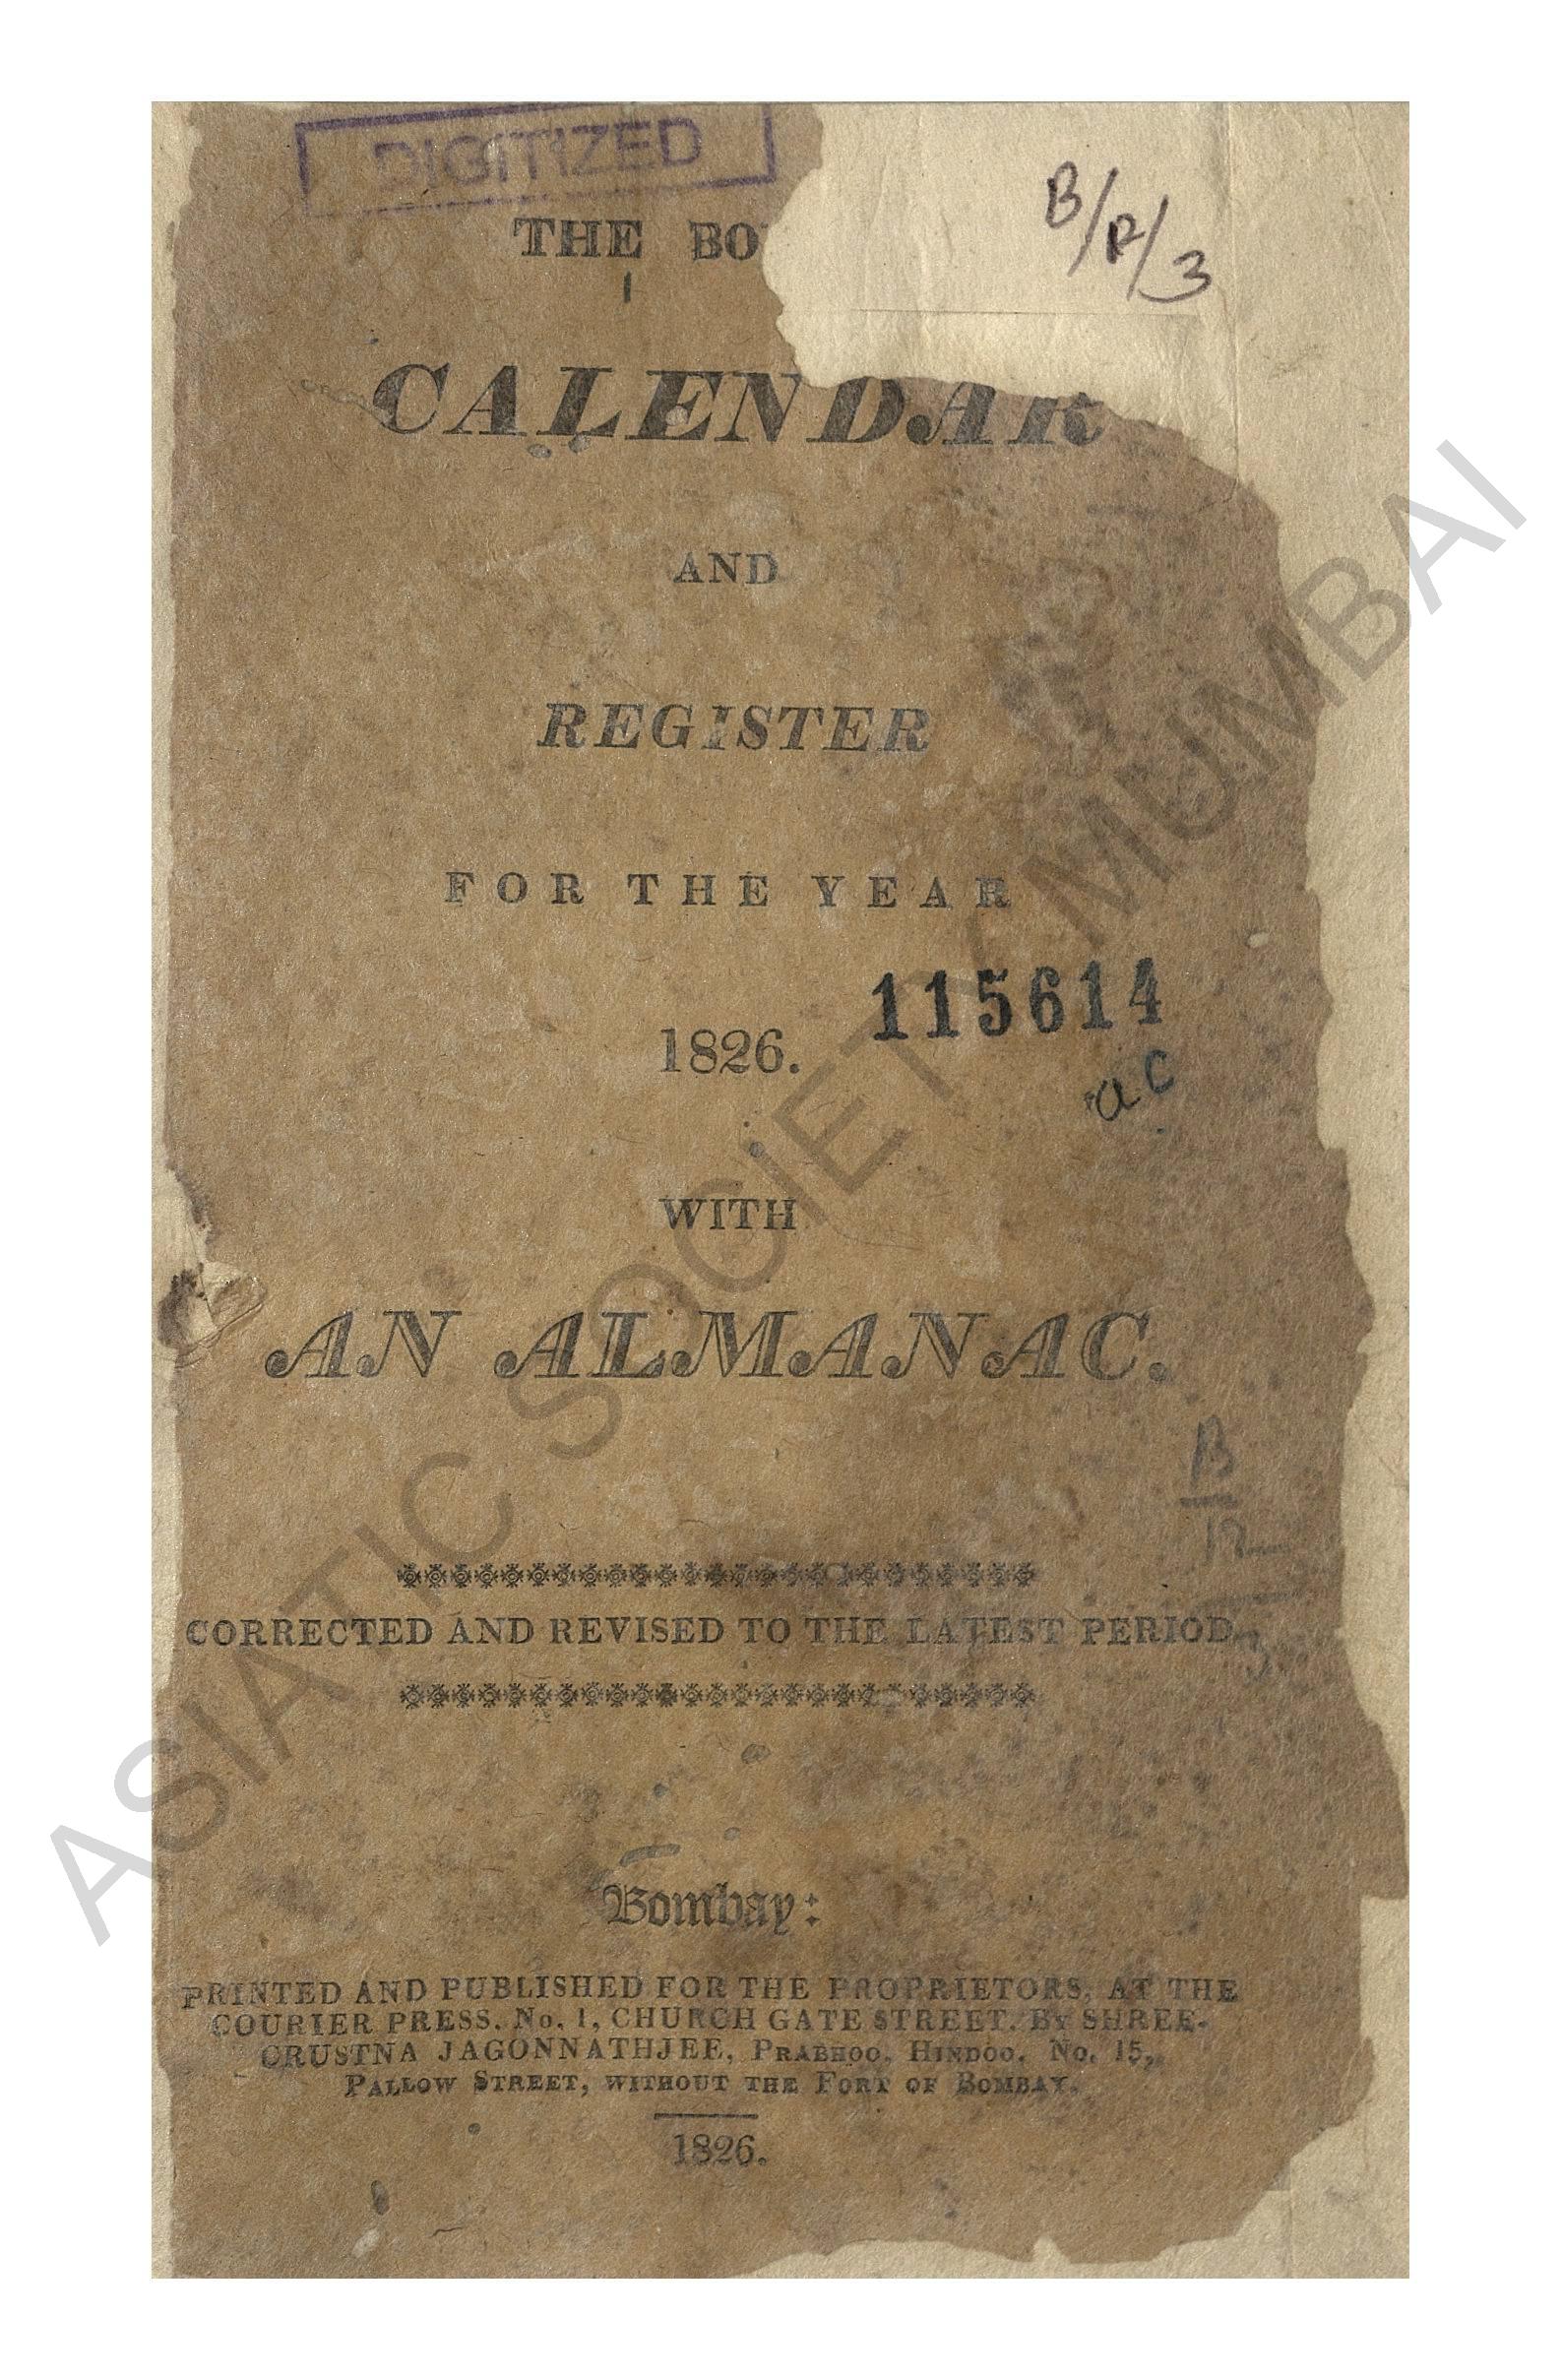 DIGITIZED
B/R/3
THE BO
CALENDAR
AND
REGISTER
FOR THE YEAR
115614
1826.
ac
WITH
AN ALMANAC.
B
CORRECTED AND REVISED TO THE LATEST PERIOD
3
Bombay:
PRINTED AND PUBLISHED FOR THE PROPRIETORS, AT THE
COURIER PRESS. No. 1, CHURCH GATE STREET. BY SHREE-
CRUSTNA JAGONNATHJEE, PRABHOO, HINDOO, No. 15,
PALLOW STREET, WITHOUT THE FORT OF BOMBAY.
1826.
ASIATIC SOCIETY MUMBAI